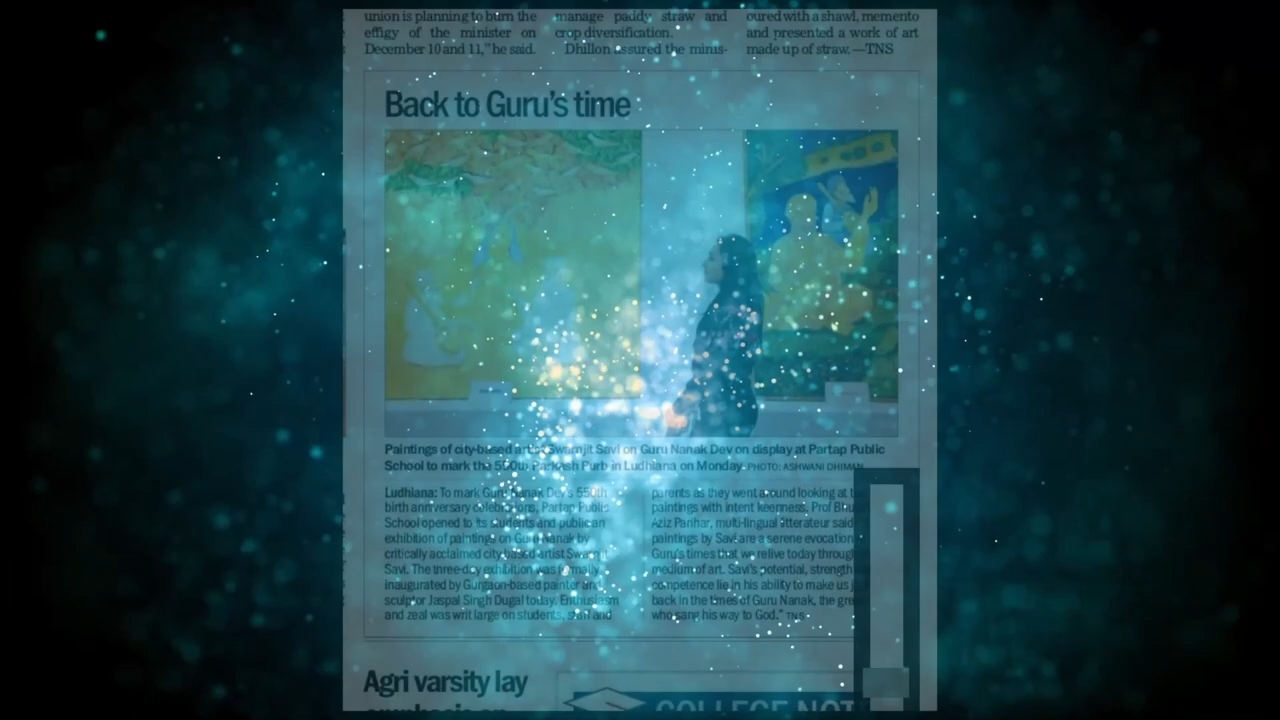 union is planning to burn the
effigy of the minister on
December 10 and 11," he said.
manage paddy straw and
crop diversification.
Dhillon assured the minis-
oured with a shawl, memento
and presented a work of art
made up of straw. —TNS
Back to Guru's time
Paintings of city-based artist Swarnjit Savi on Guru Nanak Dev on display at Partap Public
School to mark the 550th Parkash Purb in Ludhiana on Monday. PHOTO: ASHWANI DHIMAN
Ludhiana: To mark Guru Nanak Dev's 550th
birth anniversary celebrations, Partap Public
School opened to its students and public an
exhibition of paintings on Guru Nanak by
critically acclaimed city-based artist Swarnjit
Savi. The three-day exhibition was formally
inaugurated by Gurgaon-based painter and
sculptor Jaspal Singh Dugal today. Enthusiasm
and zeal was writ large on students, staff and
parents as they went around looking at
paintings with intent keenness. Prof
Aziz Parihar, multi-lingual litterateur said
paintings by Savi are a serene evocation
Guru's times that we relive today through
medium of art. Savi's potential, strength
competence lie in his ability to make us
back in the times of Guru Nanak, the
who sang his way to God." TNS
Agri varsity lay
COLLEGE